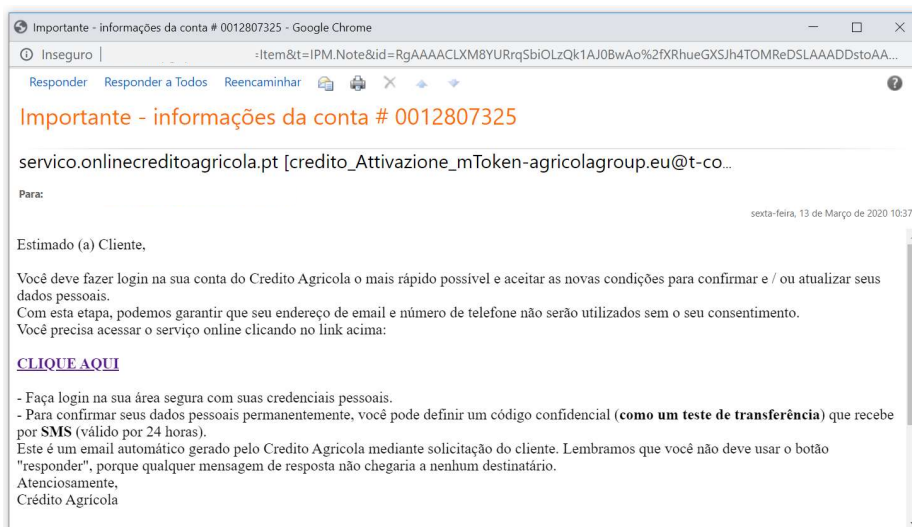 Importante - informações da conta # 0012807325 - Google Chrome
Inseguro | =Item&t=IPM.Note&id=RgAAAACLXM8YURrqSbiOLzQk1AJ0BwAo%2fXRhueGXSJh4TOMReDSLAAADDstoAA...
Responder Responder a Todos Reencaminhar
Importante - informações da conta # 0012807325
servico.onlinecreditoagricola.pt [credito_Attivazione_mToken-agricolagroup.eu@t-co...
Para:
sexta-feira, 13 de Março de 2020 10:37
Estimado (a) Cliente,
Você deve fazer login na sua conta do Credito Agricola o mais rápido possível e aceitar as novas condições para confirmar e / ou atualizar seus
dados pessoais.
Com esta etapa, podemos garantir que seu endereço de email e número de telefone não serão utilizados sem o seu consentimento.
Você precisa acessar o serviço online clicando no link acima:
CLIQUE AQUI
- Faça login na sua área segura com suas credenciais pessoais.
- Para confirmar seus dados pessoais permanentemente, você pode definir um código confidencial (como um teste de transferência) que recebe
por SMS (válido por 24 horas).
Este é um email automático gerado pelo Credito Agricola mediante solicitação do cliente. Lembramos que você não deve usar o botão
"responder", porque qualquer mensagem de resposta não chegaria a nenhum destinatário.
Atenciosamente,
Crédito Agrícola